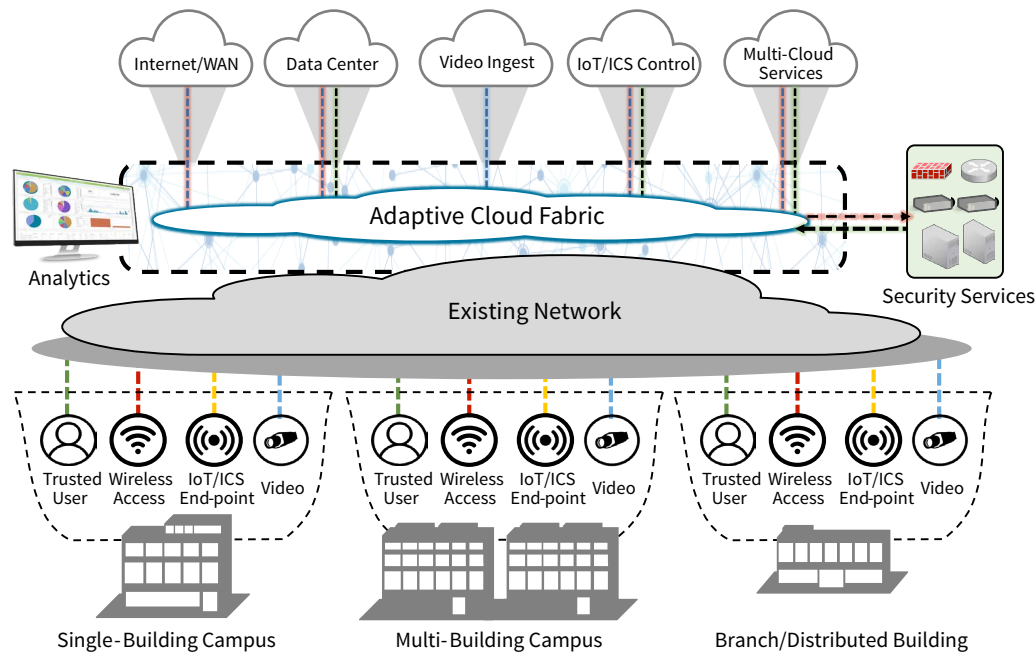 Internet/WAN
Data Center
Video Ingest
IoT/ICS Control
Multi-Cloud
Services
Adaptive Cloud Fabric
Analytics
Security Services
Existing Network
Trusted
User
Wireless
Access
IoT/ICS
End-point
Video
Trusted
User
Wireless
Access
IoT/ICS
End-point
Video
Trusted
User
Wireless
Access
IoT/ICS
End-point
Video
Single-Building Campus
Multi-Building Campus
Branch/Distributed Building